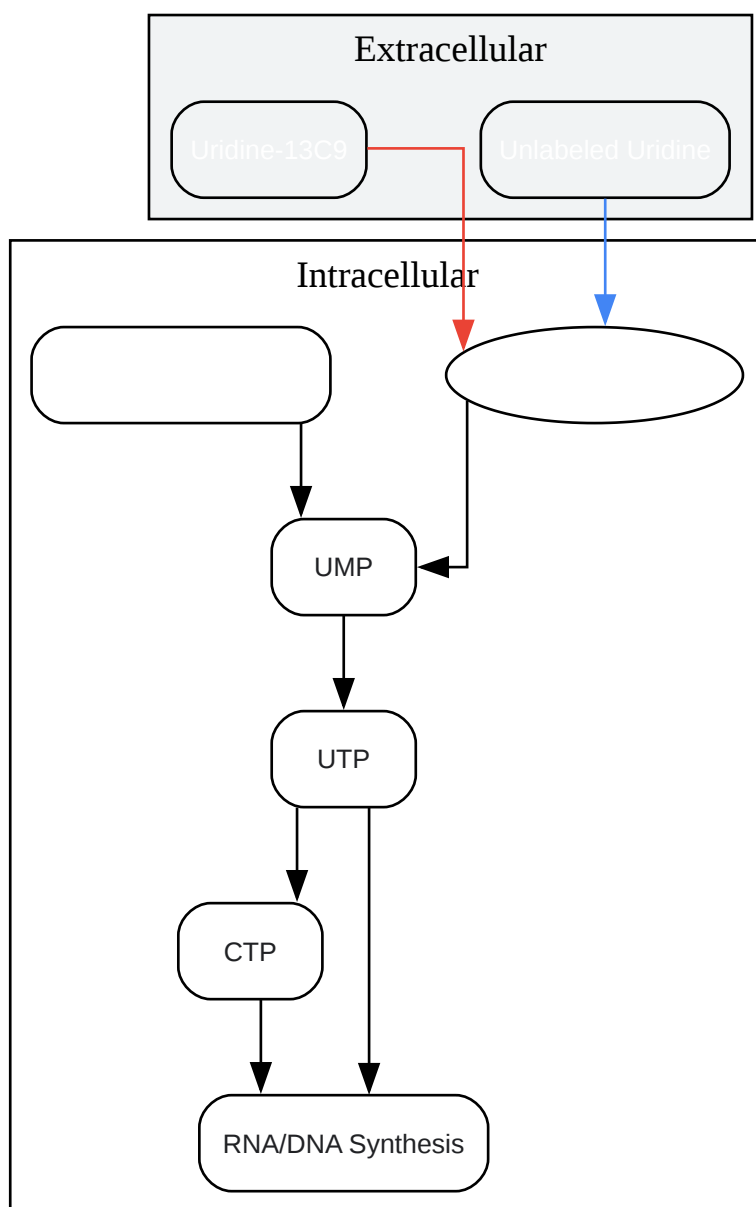 Extracellular
Uridine-13C9
Unlabeled Uridine
Intracellular
UMP
UTP
CTP
RNA/DNA Synthesis